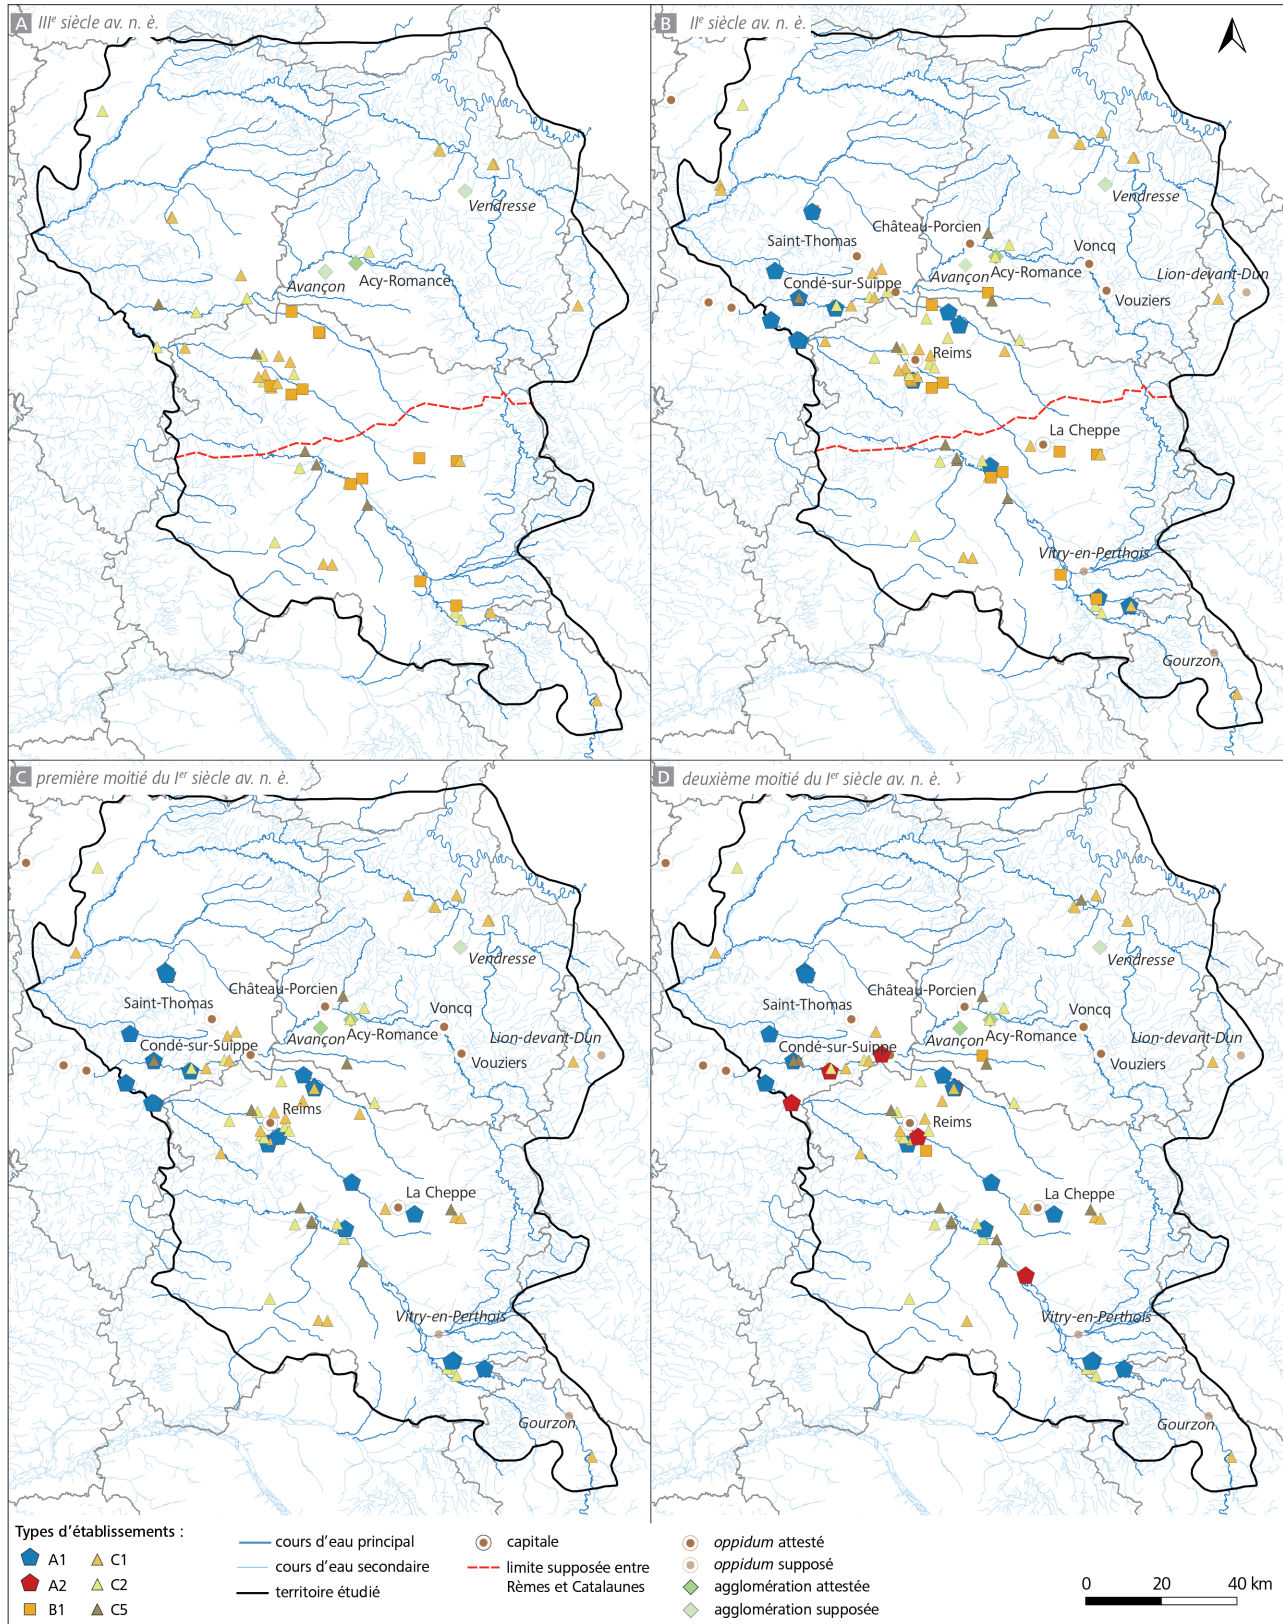 A IIIe siècle av. n. è.
Vendresse
Avançon
Acy-Romance
B IIe siècle av. n. è.
Vendresse
Château-Porcien
Saint-Thomas
Voncq
Avançon
Acy-Romance
Lion-devant-Dun
Condé-sur-Suippe
Vouziers
Reims
La Cheppe
Vitry-en-Perthois
Gourzon
C première moitié du Ier siècle av. n. è.
Vendresse
Château-Porcien
Saint-Thomas
Voncq
Avançon
Acy-Romance
Lion-devant-Dun
Condé-sur-Suippe
Vouziers
Reims
La Cheppe
Vitry-en-Perthois
Gourzon
D deuxième moitié du Ier siècle av. n. è.
Vendresse
Château-Porcien
Saint-Thomas
Voncq
Avançon
Acy-Romance
Lion-devant-Dun
Condé-sur-Suippe
Vouziers
Reims
La Cheppe
Vitry-en-Perthois
Gourzon
Types d'établissements :
A1
A2
B1
C1
C2
C5
cours d'eau principal
cours d'eau secondaire
territoire étudié
capitale
limite supposée entre
Rèmes et Catalaunes
oppidum attesté
oppidum supposé
agglomération attestée
agglomération supposée
0 20 40 km